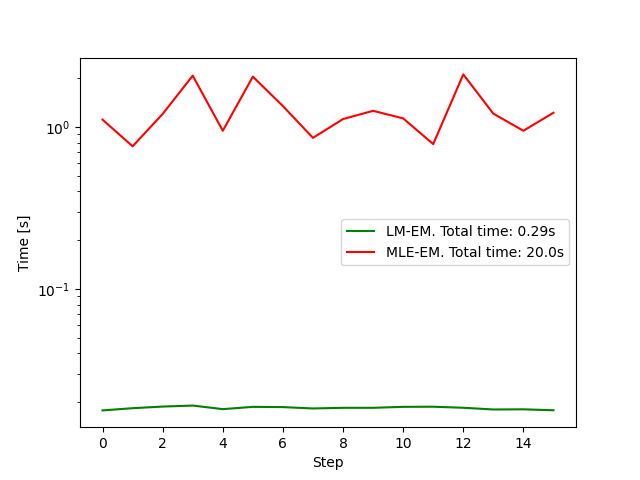 10⁰
10⁻¹
Time [s]
LM-EM. Total time: 0.29s
MLE-EM. Total time: 20.0s
0 2 4 6 8 10 12 14
Step